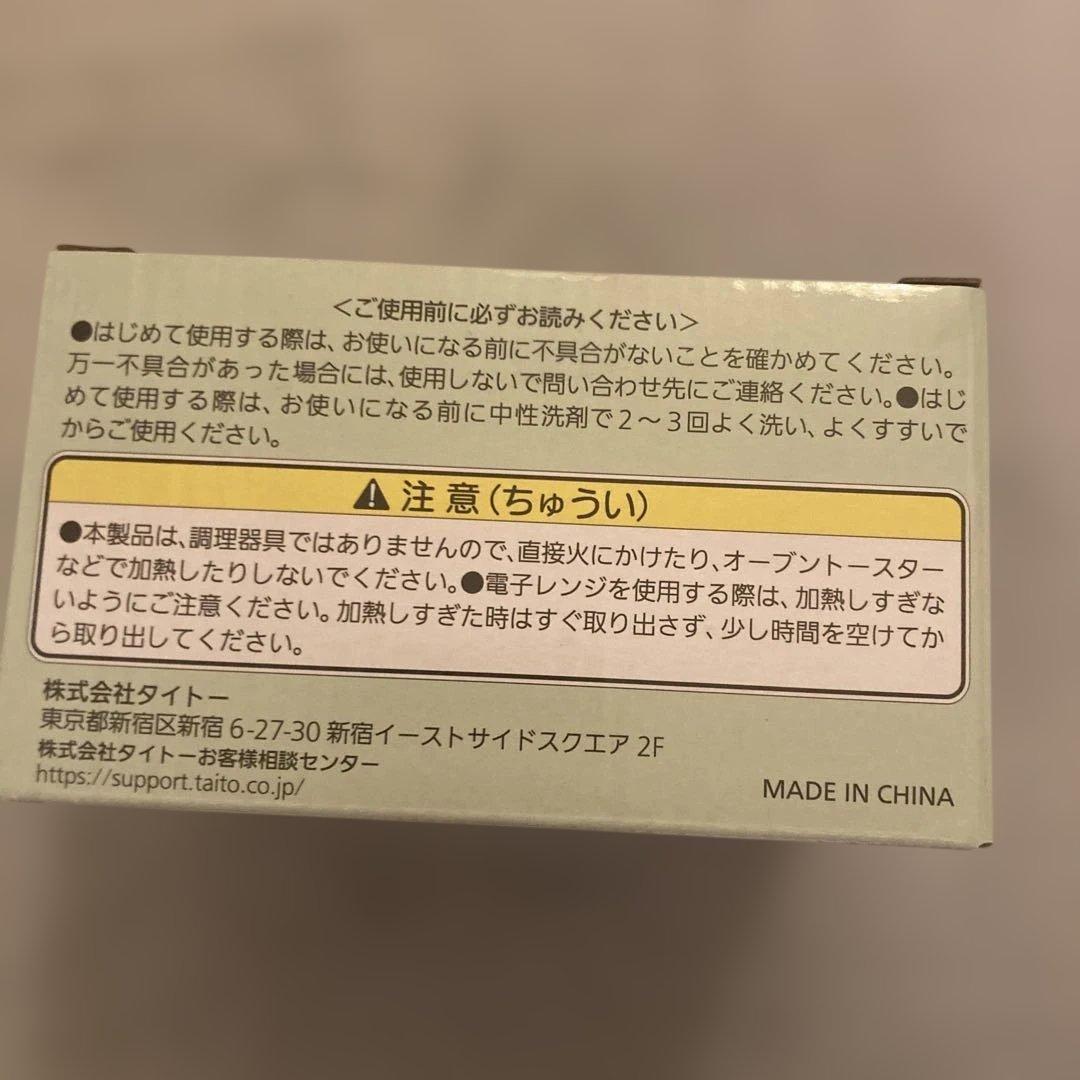 ＜ご使用前に必ずお読みください＞
●はじめて使用する際は、お使いになる前に不具合がないことを確かめてください。
万一不具合があった場合には、使用しないで問い合わせ先にご連絡ください。●はじ
めて使用する際は、お使いになる前に中性洗剤で2～3回よく洗い、よくすすいで
からご使用ください。
⚠注意（ちゅうい）
●本製品は、調理器具ではありませんので、直接火にかけたり、オーブントースター
などで加熱したりしないでください。●電子レンジを使用する際は、加熱しすぎな
いようにご注意ください。加熱しすぎた時はすぐ取り出さず、少し時間を空けてか
ら取り出してください。
株式会社タイトー
東京都新宿区新宿6-27-30 新宿イーストサイドスクエア 2F
株式会社タイトーお客様相談センター
https://support.taito.co.jp/
MADE IN CHINA